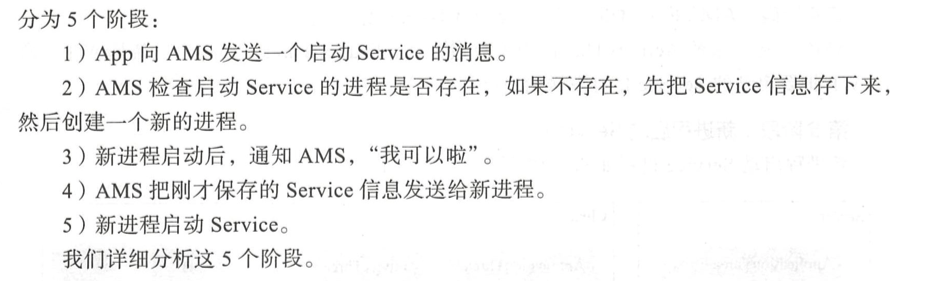 分为 5 个阶段：
1）App 向 AMS 发送一个启动 Service 的消息。
2）AMS 检查启动 Service 的进程是否存在，如果不存在，先把 Service 信息存下来，
然后创建一个新的进程。
3）新进程启动后，通知 AMS，“我可以啦”。
4）AMS 把刚才保存的 Service 信息发送给新进程。
5）新进程启动 Service。
我们详细分析这 5 个阶段。